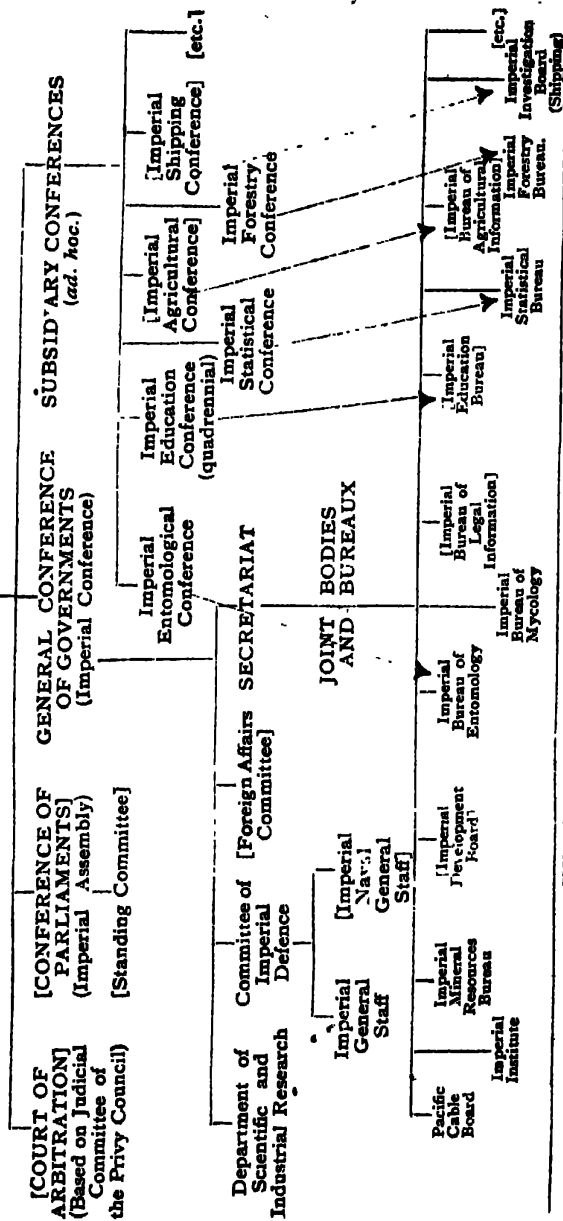 [COURT OF
ARBITRATION]
(Based on Judicial
Committee of
the Privy Council)
[CONFERENCE OF
PARLIAMENTS]
(Imperial Assembly)
[Standing Committee]
GENERAL CONFERENCE
OF GOVERNMENTS
(Imperial Conference)
SUBSID'ARY CONFERENCES
(ad. hoc.)
Imperial
Entomological
Conference
Imperial
Education
Conference
(quadrennial)
Imperial
Statistical
Conference
[Imperial
Agricultural
Conference]
Imperial
Forestry
Conference
[Imperial
Shipping
Conference]
[etc.]
Department of
Scientific and
Industrial Research
Committee of
Imperial
Defence
[Foreign Affairs
Committee]
SECRETARIAT
Imperial
General
Staff
[Imperial
Naval
General
Staff]
JOINT BODIES
AND BUREAUX
Pacific
Cable
Board
Imperial
Institute
Imperial
Mineral
Resources
Bureau
[Imperial
Development
Board]
Imperial
Bureau of
Entomology
Imperial
Bureau of
Mycology
[Imperial
Bureau of
Legal
Information]
[Imperial
Education
Bureau]
Imperial
Statistical
Bureau
[Imperial
Bureau of
Agricultural
Information]
Imperial
Forestry
Bureau.
Imperial
Investigation
Board
(Shipping)
[etc.]